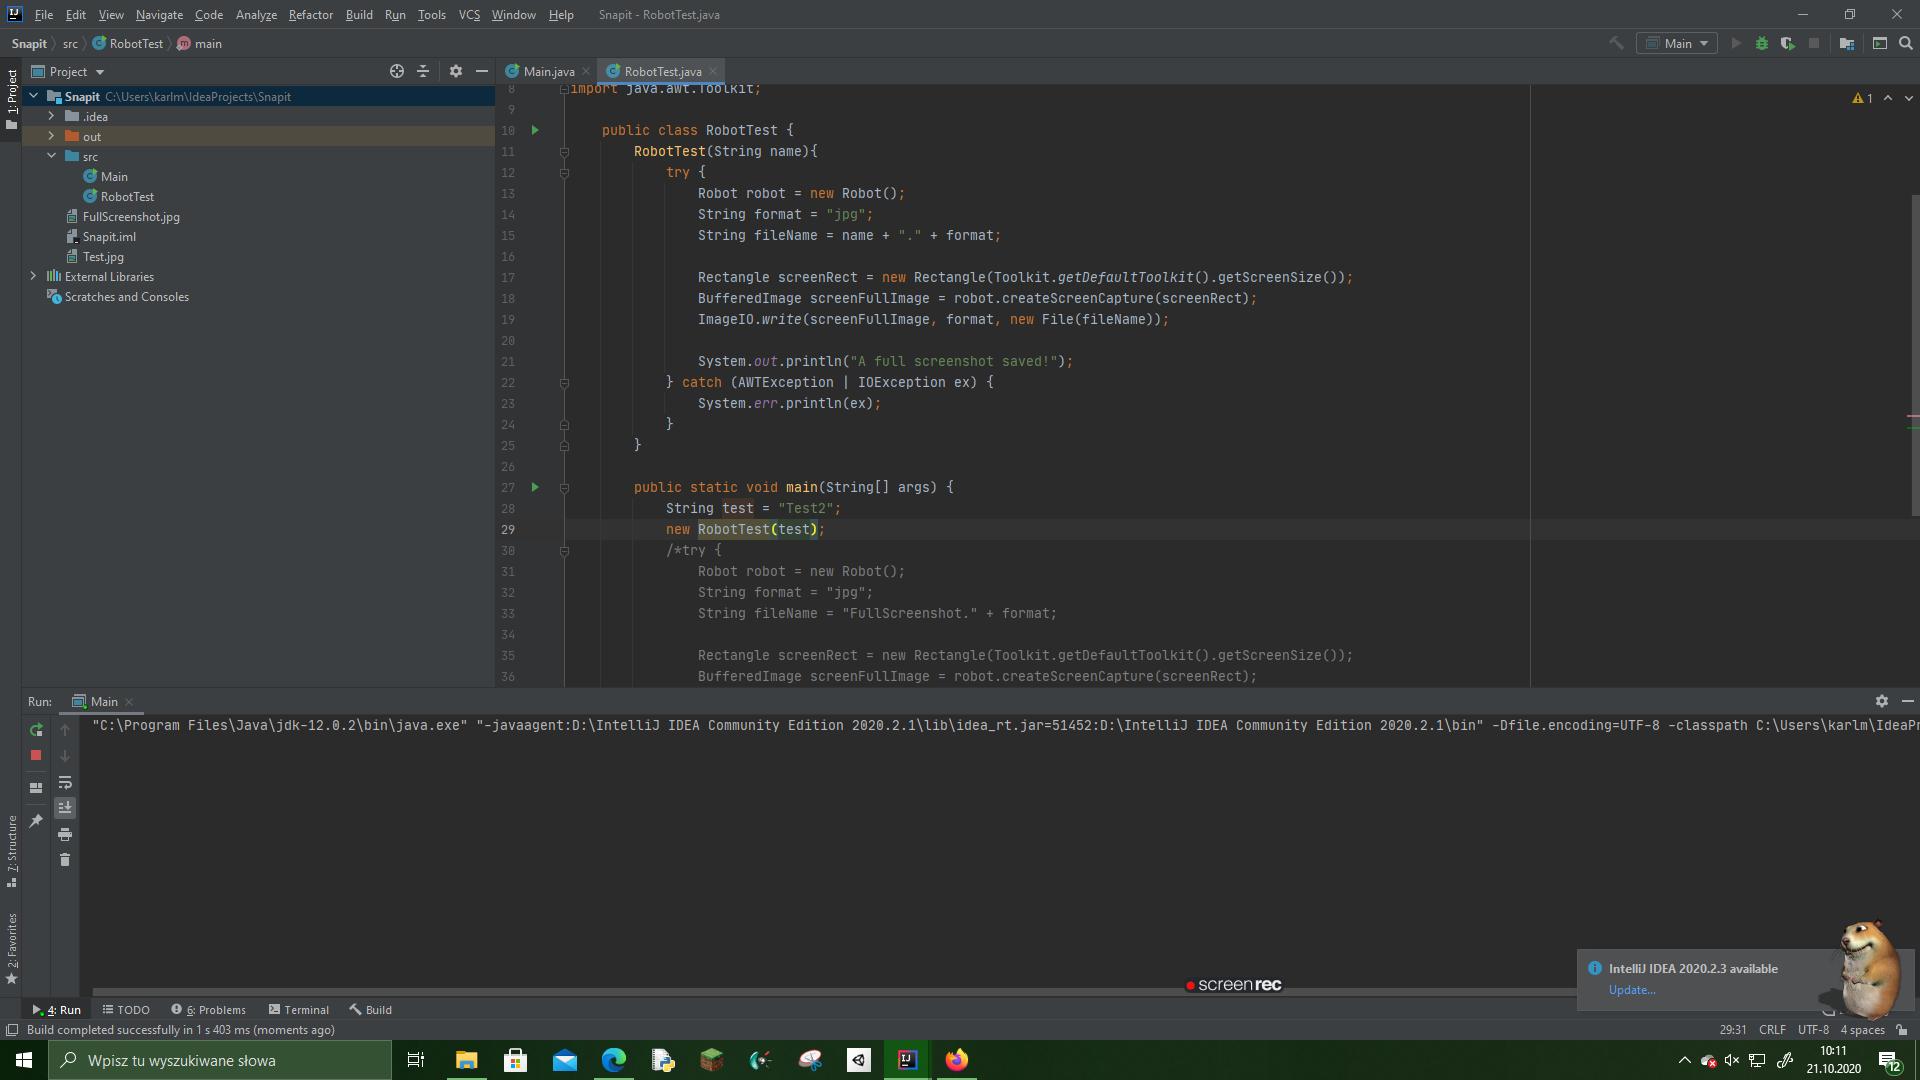 File Edit View Navigate Code Analyze Refactor Build Run Tools VCS Window Help Snapit - RobotTest.java
Snapit src RobotTest main
Main
1: Project
Project
Main.java RobotTest.java
Snapit C:\Users\karlm\IdeaProjects\Snapit
.idea
out
src
Main
RobotTest
FullScreenshot.jpg
Snapit.iml
Test.jpg
External Libraries
Scratches and Consoles
1
8 import java.awt.Toolkit;
9
10 public class RobotTest {
11 RobotTest(String name){
12 try {
13 Robot robot = new Robot();
14 String format = "jpg";
15 String fileName = name + "." + format;
16
17 Rectangle screenRect = new Rectangle(Toolkit.getDefaultToolkit().getScreenSize());
18 BufferedImage screenFullImage = robot.createScreenCapture(screenRect);
19 ImageIO.write(screenFullImage, format, new File(fileName));
20
21 System.out.println("A full screenshot saved!");
22 } catch (AWTException | IOException ex) {
23 System.err.println(ex);
24 }
25 }
26
27 public static void main(String[] args) {
28 String test = "Test2";
29 new RobotTest(test);
30 /*try {
31 Robot robot = new Robot();
32 String format = "jpg";
33 String fileName = "FullScreenshot." + format;
34
35 Rectangle screenRect = new Rectangle(Toolkit.getDefaultToolkit().getScreenSize());
36 BufferedImage screenFullImage = robot.createScreenCapture(screenRect);
Run: Main
"C:\Program Files\Java\jdk-12.0.2\bin\java.exe" "-javaagent:D:\IntelliJ IDEA Community Edition 2020.2.1\lib\idea_rt.jar=51452:D:\IntelliJ IDEA Community Edition 2020.2.1\bin" -Dfile.encoding=UTF-8 -classpath C:\Users\karlm\IdeaPr
7: Structure
2: Favorites
IntelliJ IDEA 2020.2.3 available
Update...
screenrec
4: Run TODO 6: Problems Terminal Build
Build completed successfully in 1 s 403 ms (moments ago)
29:31 CRLF UTF-8 4 spaces
Wpisz tu wyszukiwane słowa
10:11
21.10.2020
12